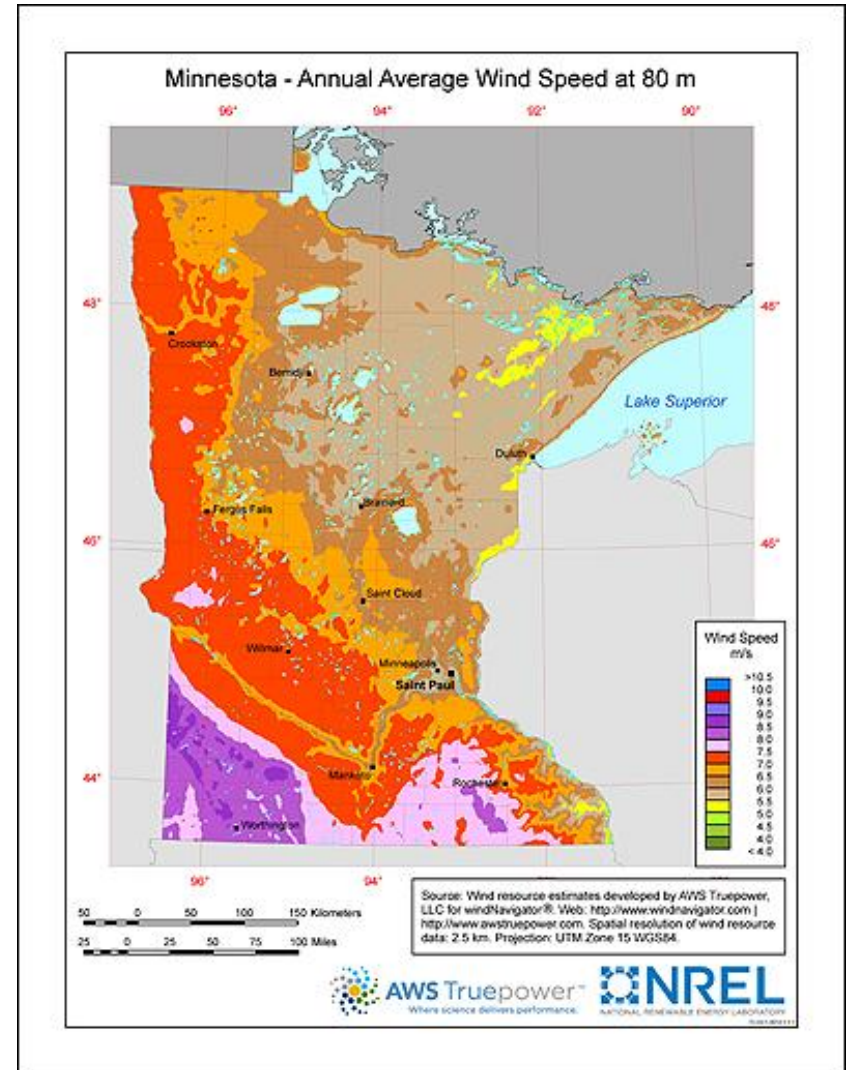 Minnesota - Annual Average Wind Speed at 80 m
96° 94° 92° 90°
48° 48°
Crookston
Bemidji
Lake Superior
Duluth
Brainerd
Fergus Falls
46° 46°
Saint Cloud
Willmar
Minneapolis
Saint Paul
Mankato
Rochester
44° 44°
Worthington
96° 94°
Wind Speed
m/s
>10.5
10.0
9.5
9.0
8.5
8.0
7.5
7.0
6.5
6.0
5.5
5.0
4.5
4.0
< 4.0
50 0 50 100 150 Kilometers
25 0 25 50 75 100 Miles
Source: Wind resource estimates developed by AWS Truepower,
LLC for windNavigator®. Web: http://www.windnavigator.com |
http://www.awstruepower.com. Spatial resolution of wind resource
data: 2.5 km. Projection: UTM Zone 15 WGS84.
AWS Truepower™
Where science delivers performance.
NREL
NATIONAL RENEWABLE ENERGY LABORATORY